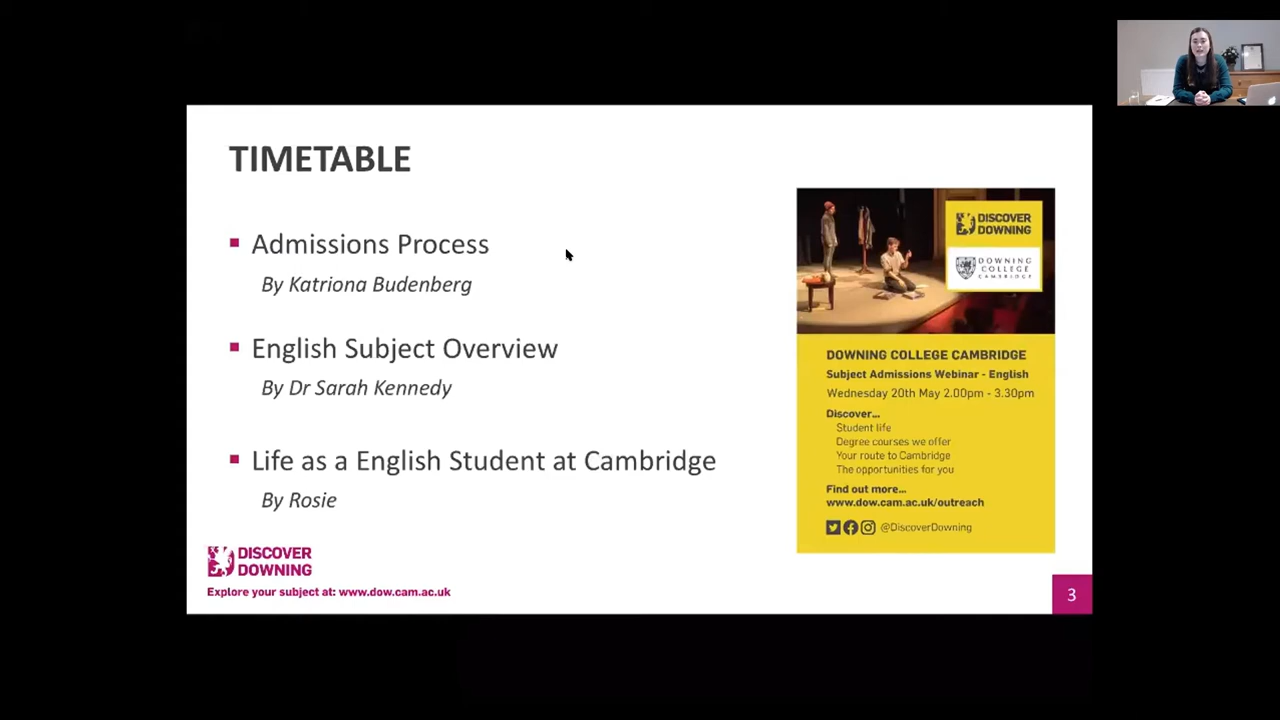 TIMETABLE
Admissions Process
By Katriona Budenberg
English Subject Overview
By Dr Sarah Kennedy
Life as a English Student at Cambridge
By Rosie
DISCOVER
DOWNING
Explore your subject at: www.dow.cam.ac.uk
DISCOVER
DOWNING
DOWNING
COLLEGE
CAMBRIDGE
DOWNING COLLEGE CAMBRIDGE
Subject Admissions Webinar - English
Wednesday 20th May 2.00pm - 3.30pm
Discover...
Student life
Degree courses we offer
Your route to Cambridge
The opportunities for you
Find out more...
www.dow.cam.ac.uk/outreach
@DiscoverDowning
3